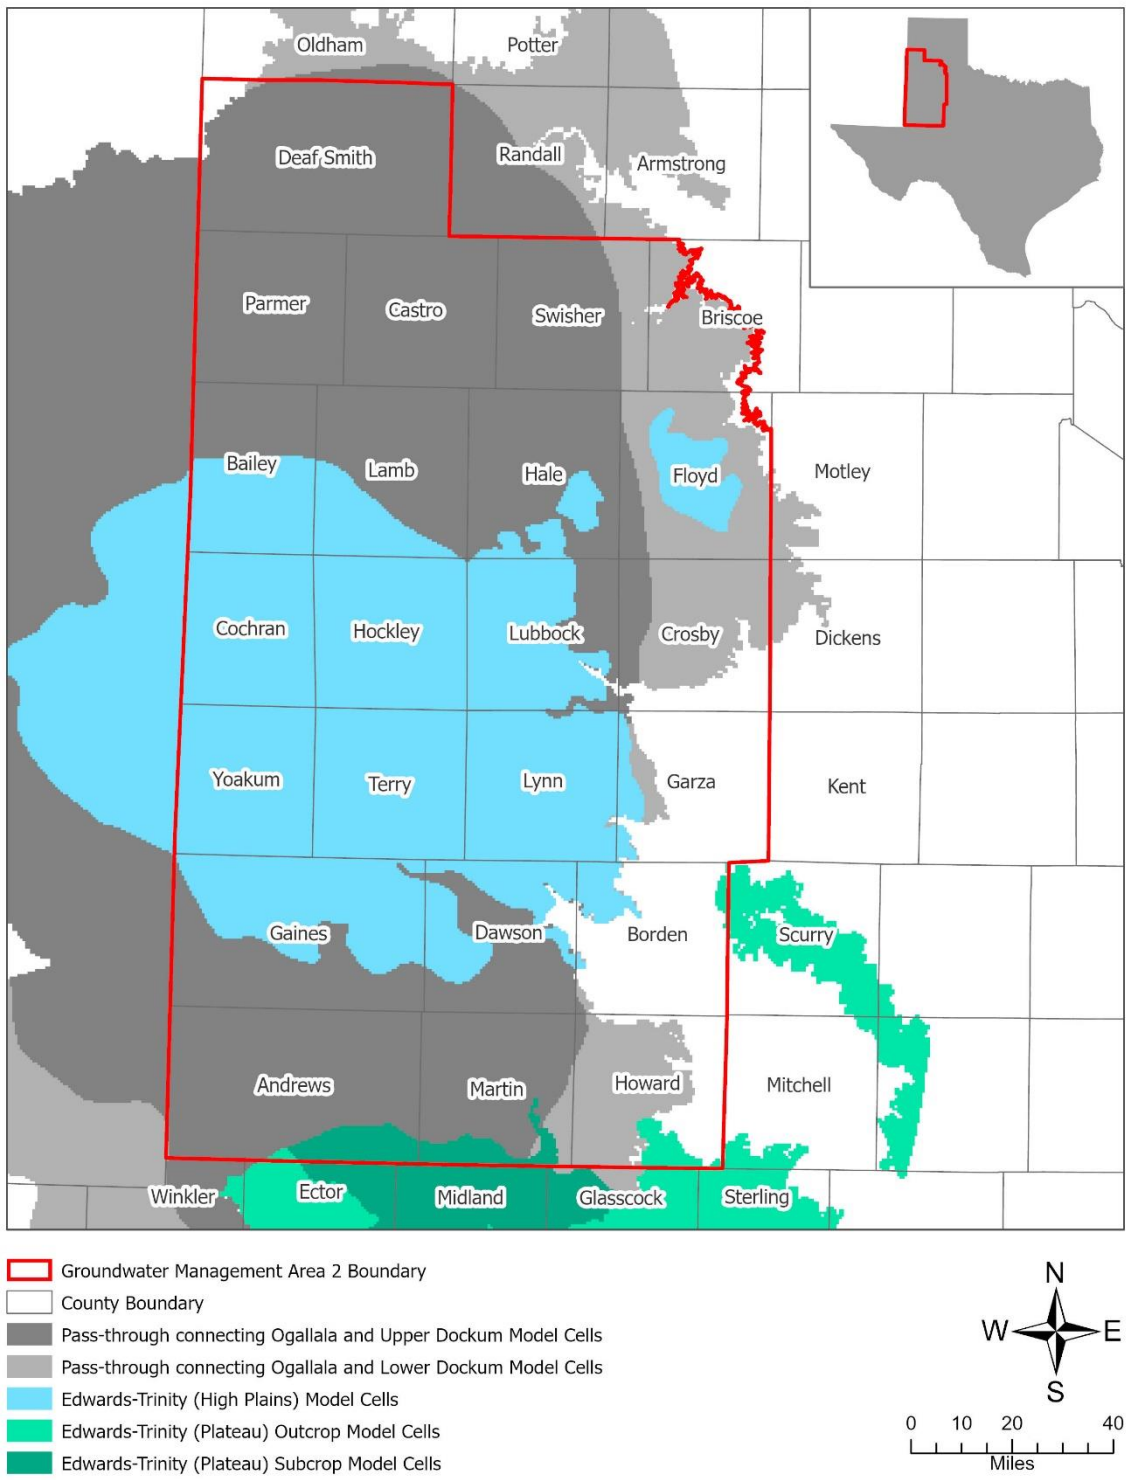 Oldham
Potter
Deaf Smith
Randall
Armstrong
Parmer
Castro
Swisher
Briscoe
Bailey
Lamb
Hale
Floyd
Motley
Cochran
Hockley
Lubbock
Crosby
Dickens
Yoakum
Terry
Lynn
Garza
Kent
Gaines
Dawson
Borden
Scurry
Andrews
Martin
Howard
Mitchell
Winkler
Ector
Midland
Glasscock
Sterling
Groundwater Management Area 2 Boundary
County Boundary
Pass-through connecting Ogallala and Upper Dockum Model Cells
Pass-through connecting Ogallala and Lower Dockum Model Cells
Edwards-Trinity (High Plains) Model Cells
Edwards-Trinity (Plateau) Outcrop Model Cells
Edwards-Trinity (Plateau) Subcrop Model Cells
N
W E
S
0 10 20 40
Miles